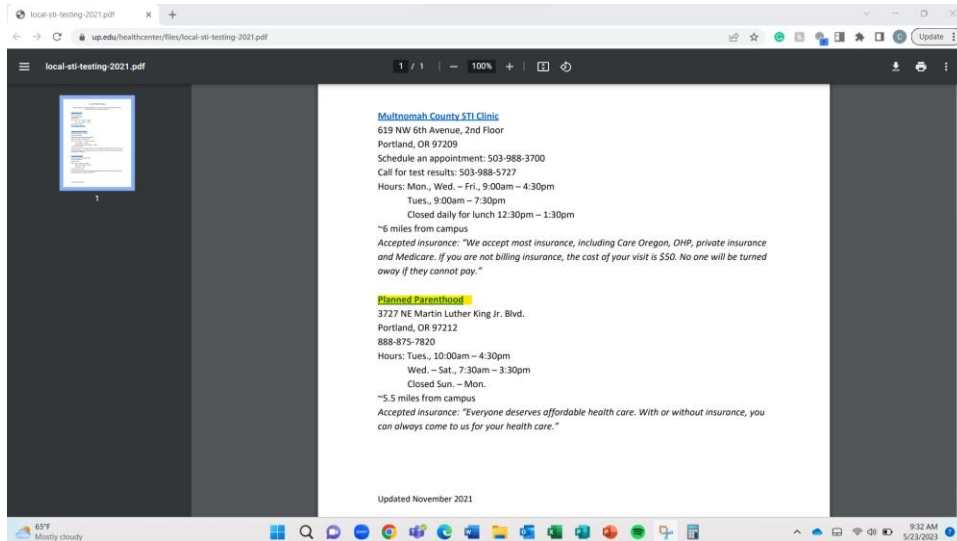 local-sti-testing-2021.pdf
up.edu/healthcenter/files/local-sti-testing-2021.pdf
Update
local-sti-testing-2021.pdf
1 / 1
100%
1
Multnomah County STI Clinic
619 NW 6th Avenue, 2nd Floor
Portland, OR 97209
Schedule an appointment: 503-988-3700
Call for test results: 503-988-5727
Hours: Mon., Wed. – Fri., 9:00am – 4:30pm
Tues., 9:00am – 7:30pm
Closed daily for lunch 12:30pm – 1:30pm
~6 miles from campus
Accepted insurance: “We accept most insurance, including Care Oregon, OHP, private insurance
and Medicare. If you are not billing insurance, the cost of your visit is $50. No one will be turned
away if they cannot pay.”
Planned Parenthood
3727 NE Martin Luther King Jr. Blvd.
Portland, OR 97212
888-875-7820
Hours: Tues., 10:00am – 4:30pm
Wed. – Sat., 7:30am – 3:30pm
Closed Sun. – Mon.
~5.5 miles from campus
Accepted insurance: “Everyone deserves affordable health care. With or without insurance, you
can always come to us for your health care.”
Updated November 2021
65°F
Mostly cloudy
9:32 AM
5/23/2023